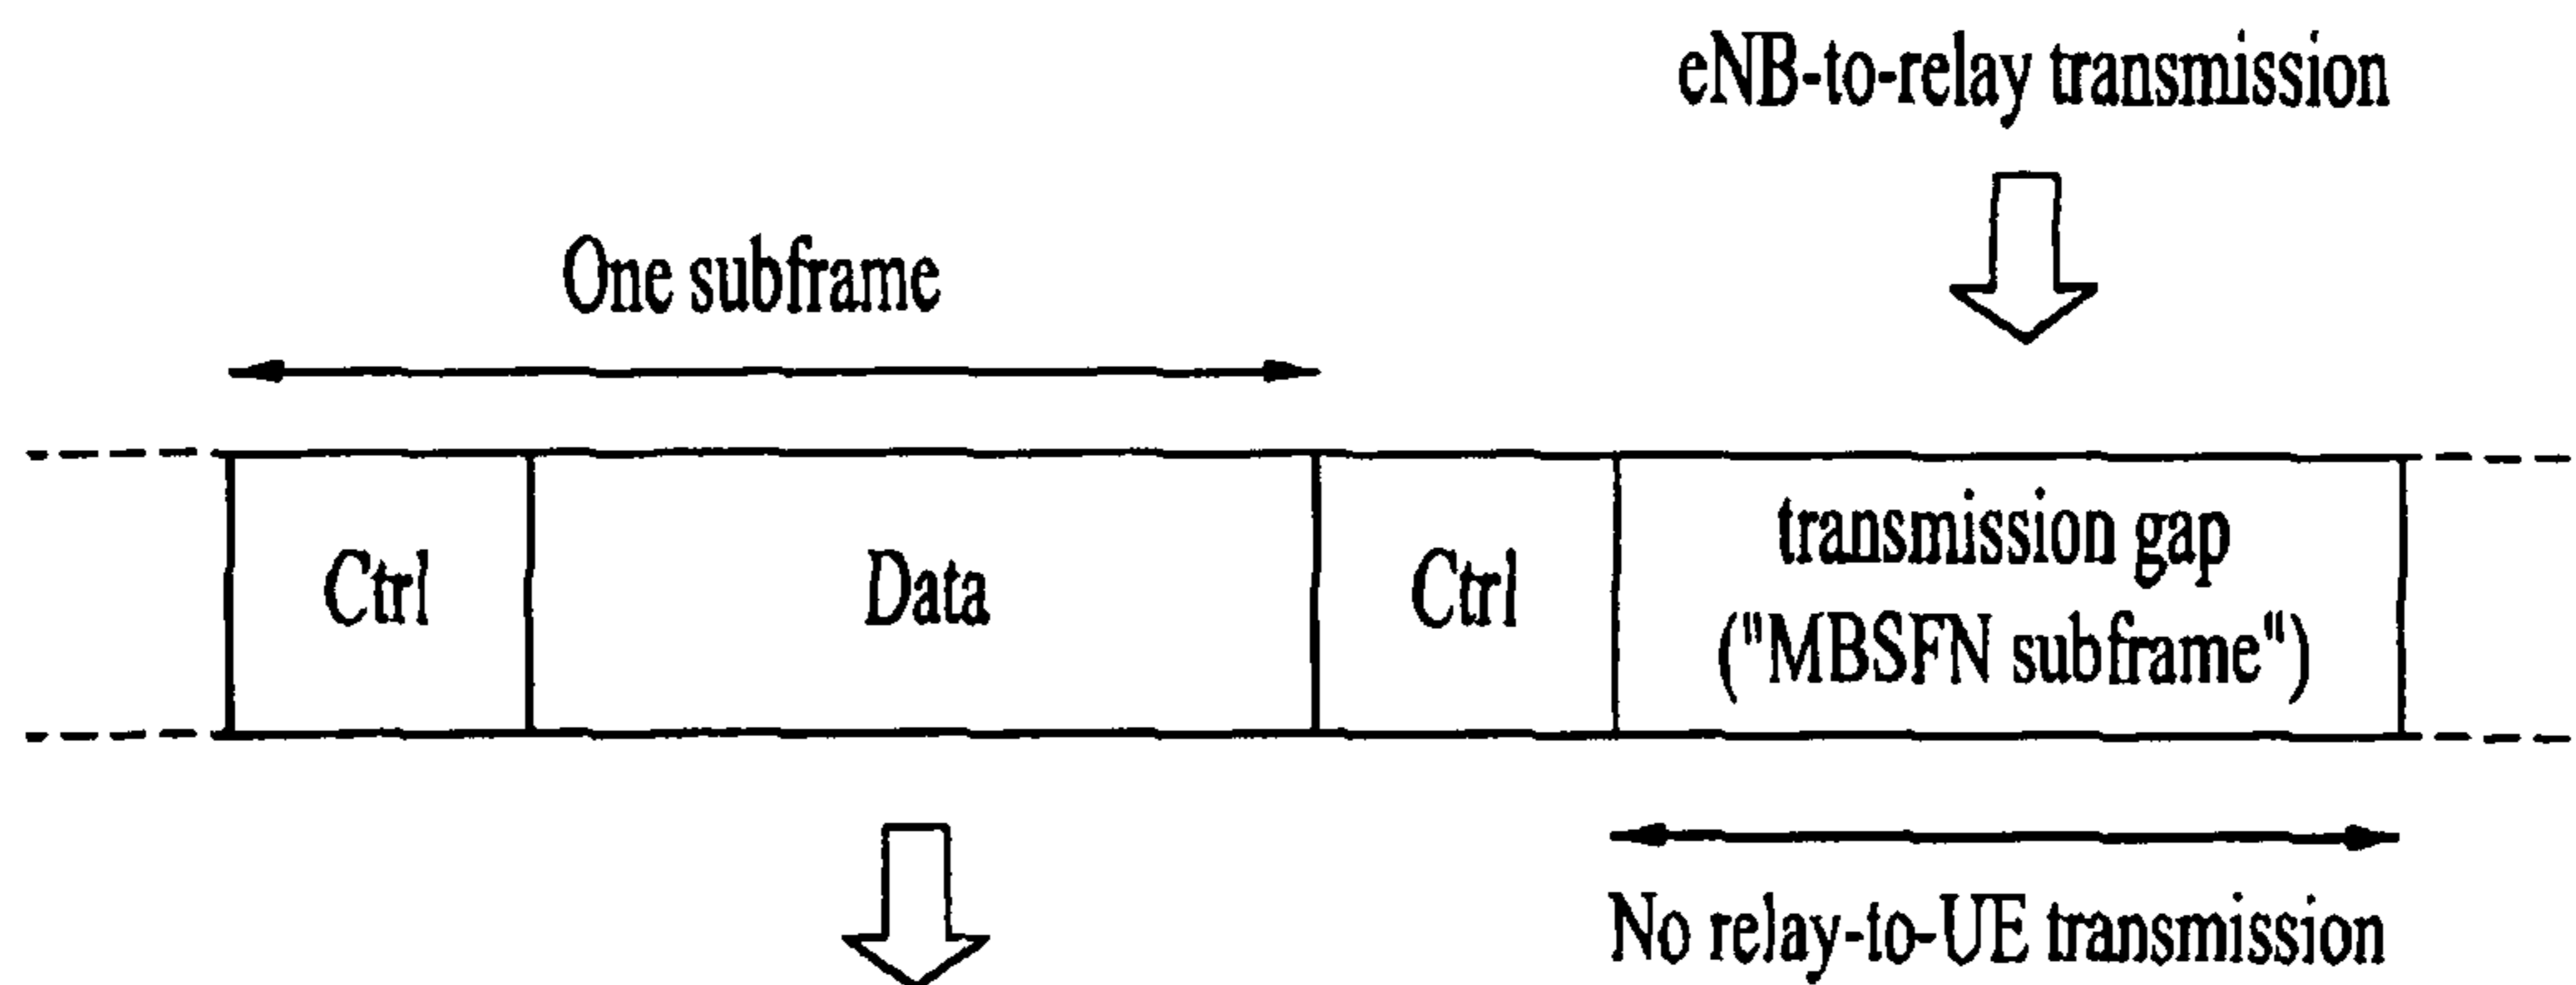 eNB-to-relay transmission
One subframe
Ctrl
Data
Ctrl
transmission gap
("MBSFN subframe")
No relay-to-UE transmission